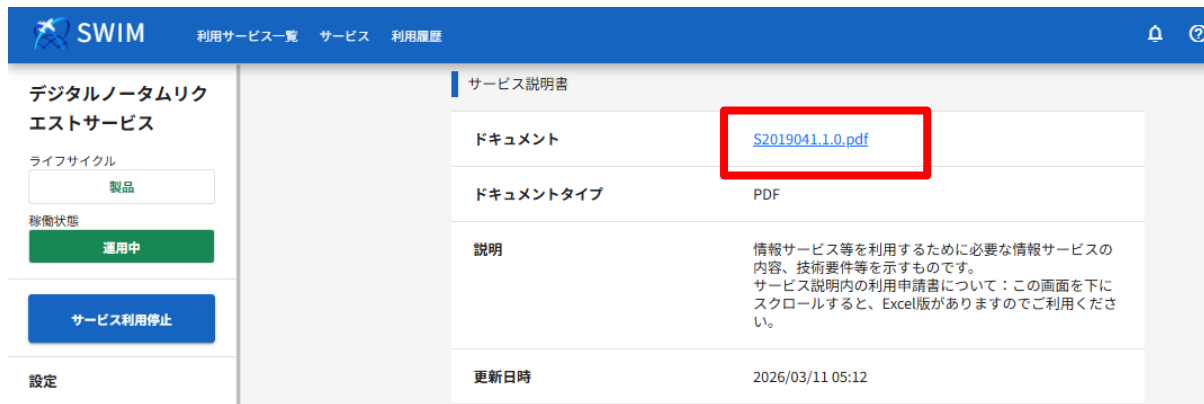 SWIM 利用サービス一覧 サービス 利用履歴
デジタルノータムリク
エストサービス
ライフサイクル
製品
稼働状態
運用中
サービス利用停止
設定
サービス説明書
ドキュメント S2019041.1.0.pdf
ドキュメントタイプ PDF
説明 情報サービス等を利用するために必要な情報サービスの
内容、技術要件等を示すものです。
サービス説明内の利用申請書について：この画面を下に
スクロールすると、Excel版がありますのでご利用くださ
い。
更新日時 2026/03/11 05:12